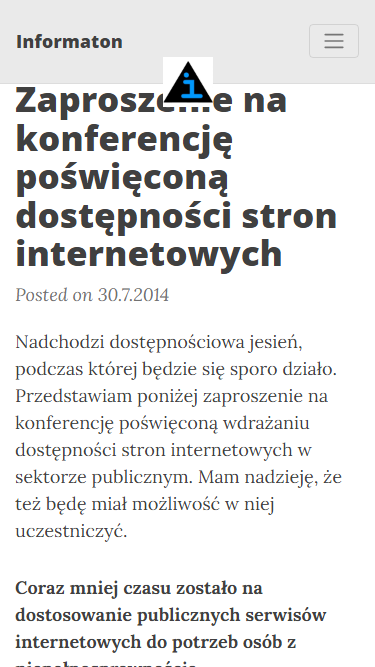 Informaton
Zaproszenie na
konferencję
poświęconą
dostępności stron
internetowych
Posted on 30.7.2014
Nadchodzi dostępnościowa jesień,
podczas której będzie się sporo działo.
Przedstawiam poniżej zaproszenie na
konferencję poświęconą wdrażaniu
dostępności stron internetowych w
sektorze publicznym. Mam nadzieję, że
też będę miał możliwość w niej
uczestniczyć.
Coraz mniej czasu zostało na
dostosowanie publicznych serwisów
internetowych do potrzeb osób z